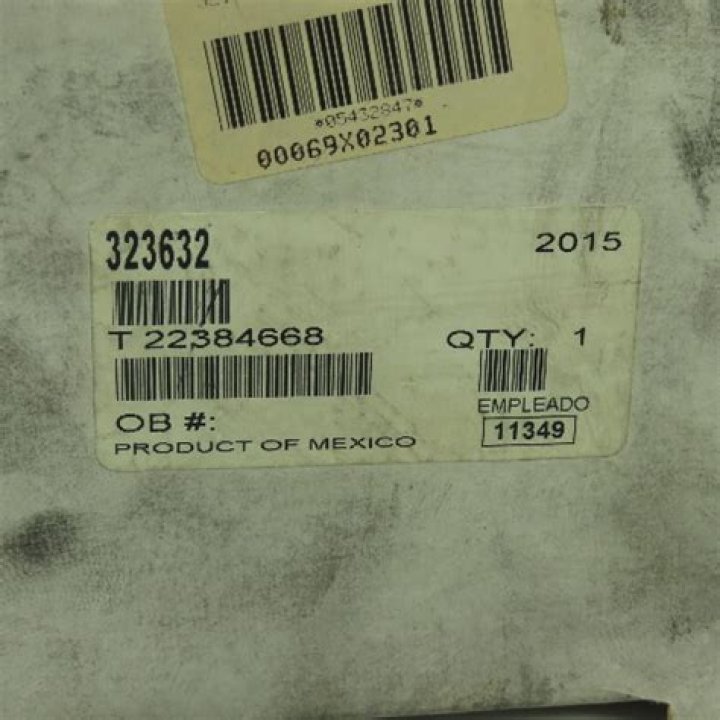 *05432847*
00069X02301
323632
2015
T 22384668
QTY: 1
OB #:
EMPLEADO
PRODUCT OF MEXICO
11349